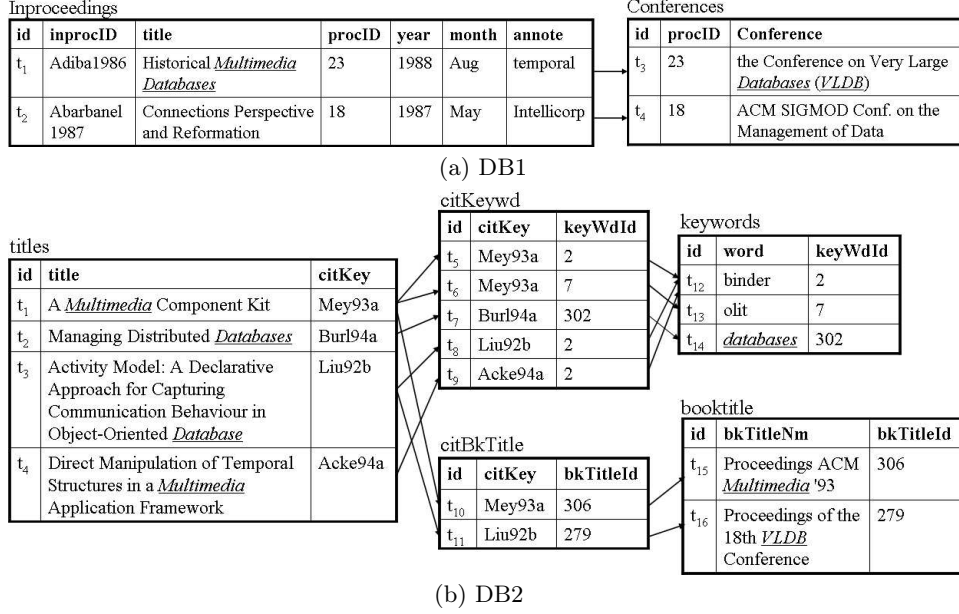 Inproceedings
id inprocID title procID year month annote
t1 Adiba1986 Historical Multimedia Databases 23 1988 Aug temporal
t2 Abarbanel 1987 Connections Perspective and Reformation 18 1987 May Intellicorp
Conferences
id procID Conference
t3 23 the Conference on Very Large Databases (VLDB)
t4 18 ACM SIGMOD Conf. on the Management of Data
(a) DB1
titles
id title citKey
t1 A Multimedia Component Kit Mey93a
t2 Managing Distributed Databases Burl94a
t3 Activity Model: A Declarative Approach for Capturing Communication Behaviour in Object-Oriented Database Liu92b
t4 Direct Manipulation of Temporal Structures in a Multimedia Application Framework Acke94a
citKeywd
id citKey keyWdId
t5 Mey93a 2
t6 Mey93a 7
t7 Burl94a 302
t8 Liu92b 2
t9 Acke94a 2
keywords
id word keyWdId
t12 binder 2
t13 olit 7
t14 databases 302
citBkTitle
id citKey bkTitleId
t10 Mey93a 306
t11 Liu92b 279
booktitle
id bkTitleNm bkTitleId
t15 Proceedings ACM Multimedia '93 306
t16 Proceedings of the 18th VLDB Conference 279
(b) DB2